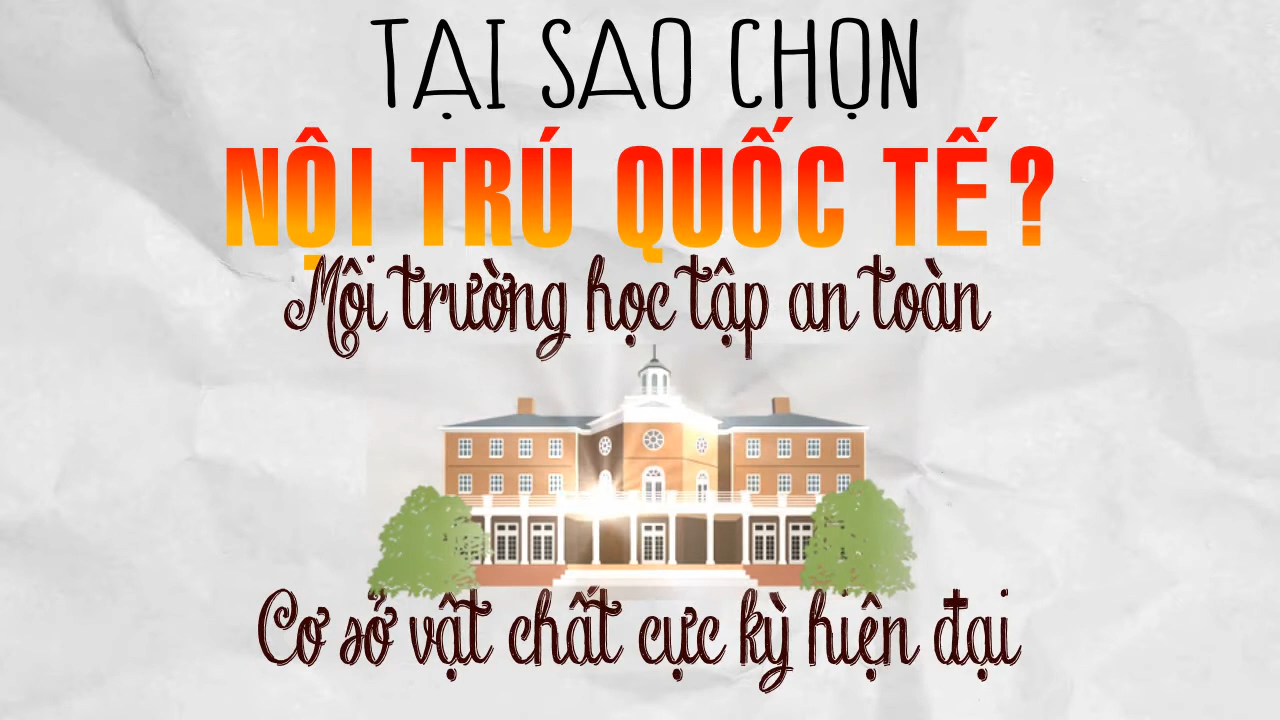 TẠI SAO CHỌN
NỘI TRÚ QUỐC TẾ?
Môi trường học tập an toàn
Cơ sở vật chất cực kỳ hiện đại